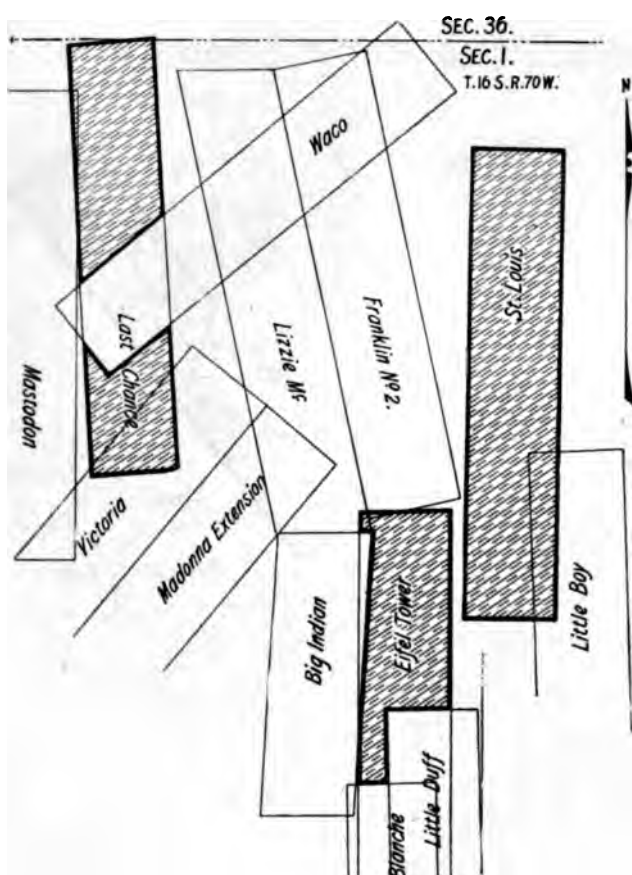 SEC. 36.
SEC. 1.
T. 16 S. R. 70 W.
N
Waco
St. Louis
Last Chance
Lizzie Mc
Franklin No 2.
Mastodon
Victoria
Madonna Extension
Big Indian
Eifel Tower
Little Boy
Little Duff
Blanche